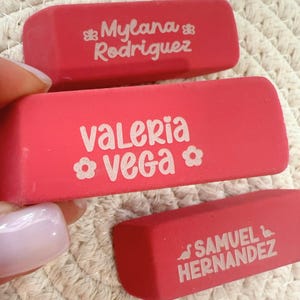 Mylana
Rodriguez
Valeria
Vega
SAMUEL
HERNANDEZ